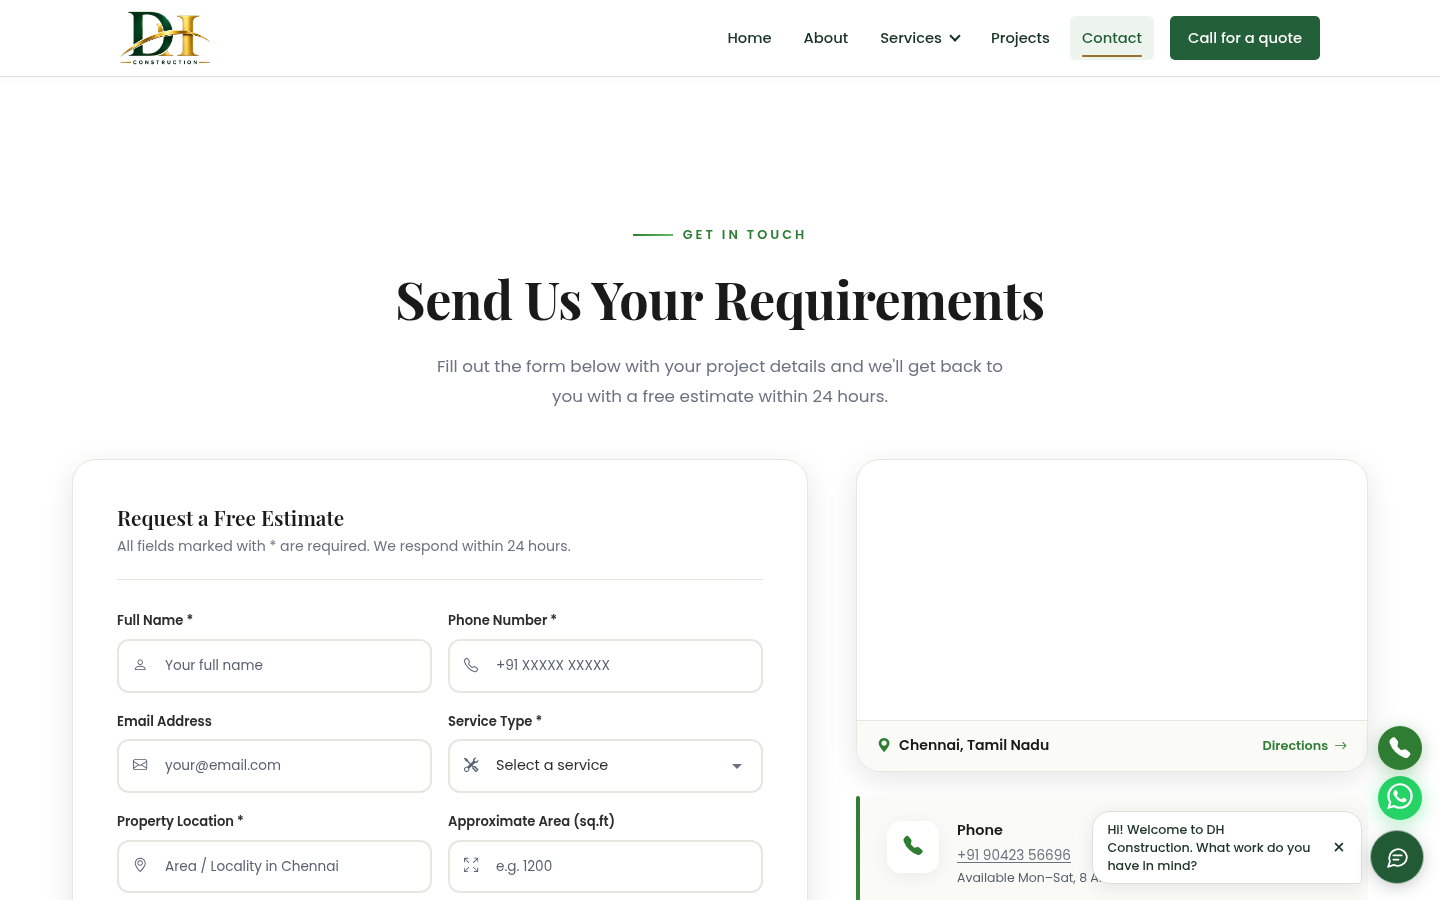 DH
CONSTRUCTION
Home
About
Services
Projects
Contact
Call for a quote
GET IN TOUCH
Send Us Your Requirements
Fill out the form below with your project details and we'll get back to
you with a free estimate within 24 hours.
Request a Free Estimate
All fields marked with * are required. We respond within 24 hours.
Full Name *
Phone Number *
Your full name
+91 XXXXX XXXXX
Email Address
Service Type *
your@email.com
Select a service
Property Location *
Approximate Area (sq.ft)
Area / Locality in Chennai
e.g. 1200
Chennai, Tamil Nadu
Directions →
Phone
+91 90423 56696
Available Mon–Sat, 8
Hi! Welcome to DH
Construction. What work do you
have in mind?